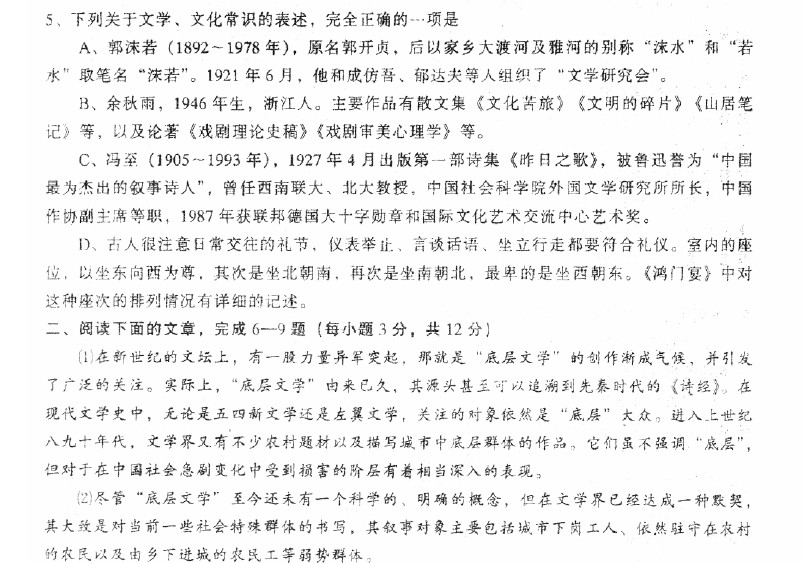 5、下列关于文学、文化常识的表述，完全正确的一项是
A、郭沫若（1892～1978年），原名郭开贞，后以家乡大渡河及雅河的别称“沫水”和“若
水”取笔名“沫若”。1921年6月，他和成仿吾、郁达夫等人组织了“文学研究会”。
B、余秋雨，1946年生，浙江人。主要作品有散文集《文化苦旅》《文明的碎片》《山居笔
记》等，以及论著《戏剧理论史稿》《戏剧审美心理学》等。
C、冯至（1905～1993年），1927年4月出版第一部诗集《昨日之歌》，被鲁迅誉为“中国
最为杰出的叙事诗人”，曾任西南联大、北大教授，中国社会科学院外国文学研究所所长，中国
作协副主席等职，1987年获联邦德国大十字勋章和国际文化艺术交流中心艺术奖。
D、古人很注意日常交往的礼节，仪表举止、言谈话语、坐立行走都要符合礼仪。室内的座
位，以坐东向西为尊，其次是坐北朝南，再次是坐南朝北，最卑的是坐西朝东。《鸿门宴》中对
这种座次的排列情况有详细的记述。
二、阅读下面的文章，完成6—9题（每小题3分，共12分）
⑴在新世纪的文坛上，有一股力量异军突起，那就是“底层文学”的创作渐成气候，并引发
了广泛的关注。实际上，“底层文学”由来已久，其源头甚至可以追溯到先秦时代的《诗经》。在
现代文学史中，无论是五四新文学还是左翼文学，关注的对象依然是“底层”大众。进入上世纪
八九十年代，文学界又有不少农村题材以及描写城市中底层群体的作品。它们虽不强调“底层”，
但对于在中国社会急剧变化中受到损害的阶层有着相当深入的表现。
⑵尽管“底层文学”至今还未有一个科学的、明确的概念，但在文学界已经达成一种默契，
其大致是对当前一些社会特殊群体的书写，其叙事对象主要包括城市下岗工人、依然驻守在农村
的农民以及由乡下进城的农民工等弱势群体。